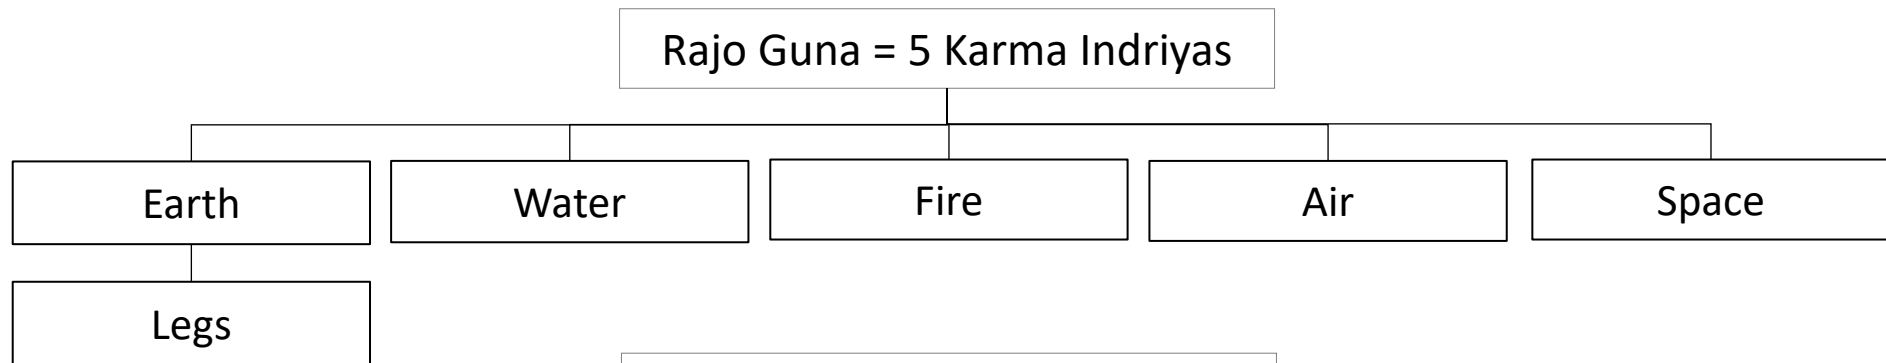 Rajo Guna = 5 Karma Indriyas
Earth
Water
Fire
Air
Space
Legs